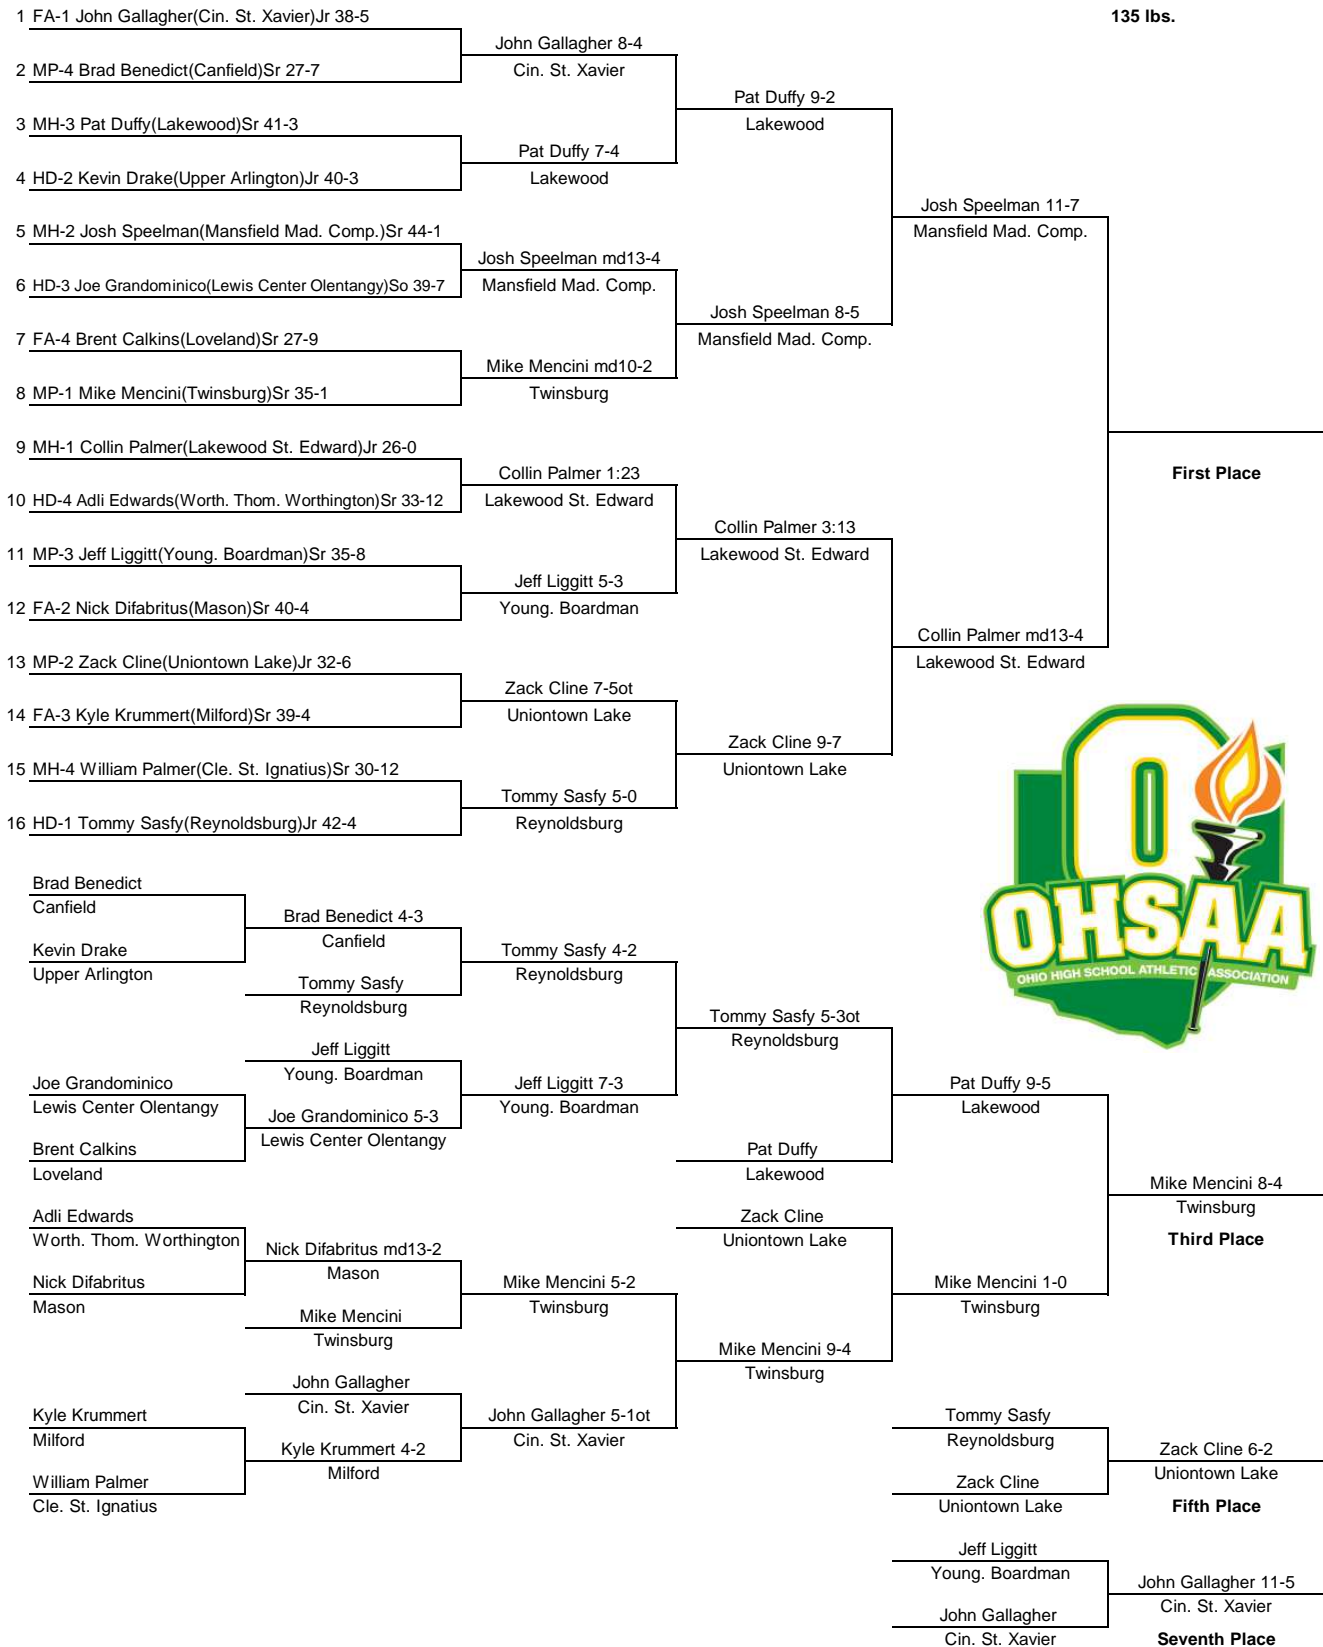 135 lbs.
1 FA-1 John Gallagher(Cin. St. Xavier)Jr 38-5
2 MP-4 Brad Benedict(Canfield)Sr 27-7
3 MH-3 Pat Duffy(Lakewood)Sr 41-3
4 HD-2 Kevin Drake(Upper Arlington)Jr 40-3
5 MH-2 Josh Speelman(Mansfield Mad. Comp.)Sr 44-1
6 HD-3 Joe Grandominico(Lewis Center Olentangy)So 39-7
7 FA-4 Brent Calkins(Loveland)Sr 27-9
8 MP-1 Mike Mencini(Twinsburg)Sr 35-1
9 MH-1 Collin Palmer(Lakewood St. Edward)Jr 26-0
10 HD-4 Adli Edwards(Worth. Thom. Worthington)Sr 33-12
11 MP-3 Jeff Liggitt(Young. Boardman)Sr 35-8
12 FA-2 Nick Difabritus(Mason)Sr 40-4
13 MP-2 Zack Cline(Uniontown Lake)Jr 32-6
14 FA-3 Kyle Krummert(Milford)Sr 39-4
15 MH-4 William Palmer(Cle. St. Ignatius)Sr 30-12
16 HD-1 Tommy Sasfy(Reynoldsburg)Jr 42-4
John Gallagher 8-4
Cin. St. Xavier
Pat Duffy 7-4
Lakewood
Josh Speelman md13-4
Mansfield Mad. Comp.
Mike Mencini md10-2
Twinsburg
Collin Palmer 1:23
Lakewood St. Edward
Jeff Liggitt 5-3
Young. Boardman
Zack Cline 7-5ot
Uniontown Lake
Tommy Sasfy 5-0
Reynoldsburg
Pat Duffy 9-2
Lakewood
Josh Speelman 8-5
Mansfield Mad. Comp.
Collin Palmer 3:13
Lakewood St. Edward
Zack Cline 9-7
Uniontown Lake
Josh Speelman 11-7
Mansfield Mad. Comp.
Collin Palmer md13-4
Lakewood St. Edward
First Place
O
OHSAA
OHIO HIGH SCHOOL ATHLETIC ASSOCIATION
Brad Benedict
Canfield
Kevin Drake
Upper Arlington
Joe Grandominico
Lewis Center Olentangy
Brent Calkins
Loveland
Adli Edwards
Worth. Thom. Worthington
Nick Difabritus
Mason
Kyle Krummert
Milford
William Palmer
Cle. St. Ignatius
Brad Benedict 4-3
Canfield
Tommy Sasfy
Reynoldsburg
Jeff Liggitt
Young. Boardman
Joe Grandominico 5-3
Lewis Center Olentangy
Nick Difabritus md13-2
Mason
Mike Mencini
Twinsburg
John Gallagher
Cin. St. Xavier
Kyle Krummert 4-2
Milford
Tommy Sasfy 4-2
Reynoldsburg
Jeff Liggitt 7-3
Young. Boardman
Mike Mencini 5-2
Twinsburg
John Gallagher 5-1ot
Cin. St. Xavier
Tommy Sasfy 5-3ot
Reynoldsburg
Pat Duffy
Lakewood
Zack Cline
Uniontown Lake
Mike Mencini 9-4
Twinsburg
Pat Duffy 9-5
Lakewood
Mike Mencini 1-0
Twinsburg
Mike Mencini 8-4
Twinsburg
Third Place
Tommy Sasfy
Reynoldsburg
Zack Cline
Uniontown Lake
Zack Cline 6-2
Uniontown Lake
Fifth Place
Jeff Liggitt
Young. Boardman
John Gallagher
Cin. St. Xavier
John Gallagher 11-5
Cin. St. Xavier
Seventh Place